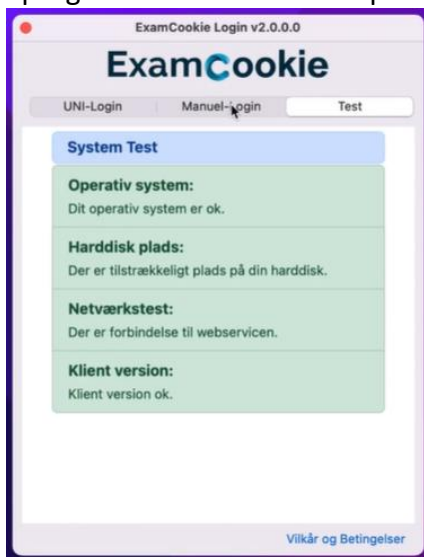 ExamCookie Login v2.0.0.0
ExamCookie
UNI-Login Manuel-Login Test
System Test
Operativ system:
Dit operativ system er ok.
Harddisk plads:
Der er tilstrækkeligt plads på din harddisk.
Netværkstest:
Der er forbindelse til webservicen.
Klient version:
Klient version ok.
Vilkår og Betingelser